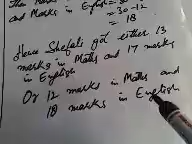 and Marks in English = 30-12
= 18
Hence Shefali got either 13
marks in Maths and 17 marks
in English
Or 12 marks in Maths and
18 marks in English